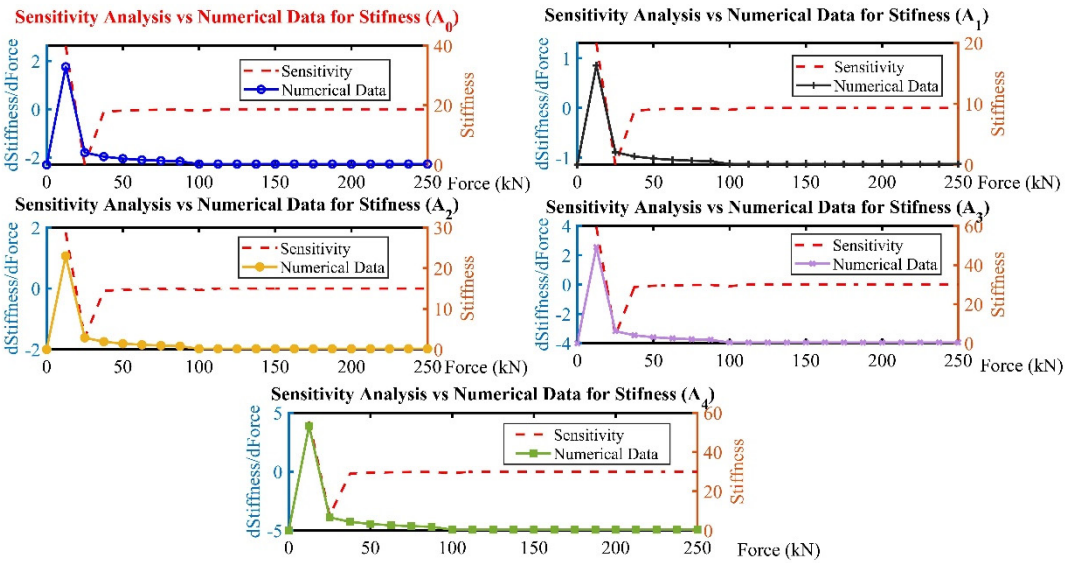 Sensitivity Analysis vs Numerical Data for Stifness (A0)
dStiffness/dForce
2
0
-2
Sensitivity
Numerical Data
40
20
0
Stiffness
0 50 100 150 200 250 Force (kN)
Sensitivity Analysis vs Numerical Data for Stifness (A1)
dStiffness/dForce
1
0
-1
Sensitivity
Numerical Data
20
10
0
Stiffness
0 50 100 150 200 250 Force (kN)
Sensitivity Analysis vs Numerical Data for Stifness (A2)
dStiffness/dForce
2
0
-2
Sensitivity
Numerical Data
30
20
10
0
Stiffness
0 50 100 150 200 250 Force (kN)
Sensitivity Analysis vs Numerical Data for Stifness (A3)
dStiffness/dForce
4
2
0
-2
-4
Sensitivity
Numerical Data
60
40
20
0
Stiffness
0 50 100 150 200 250 Force (kN)
Sensitivity Analysis vs Numerical Data for Stifness (A4)
dStiffness/dForce
5
0
-5
Sensitivity
Numerical Data
60
40
20
0
Stiffness
0 50 100 150 200 250 Force (kN)